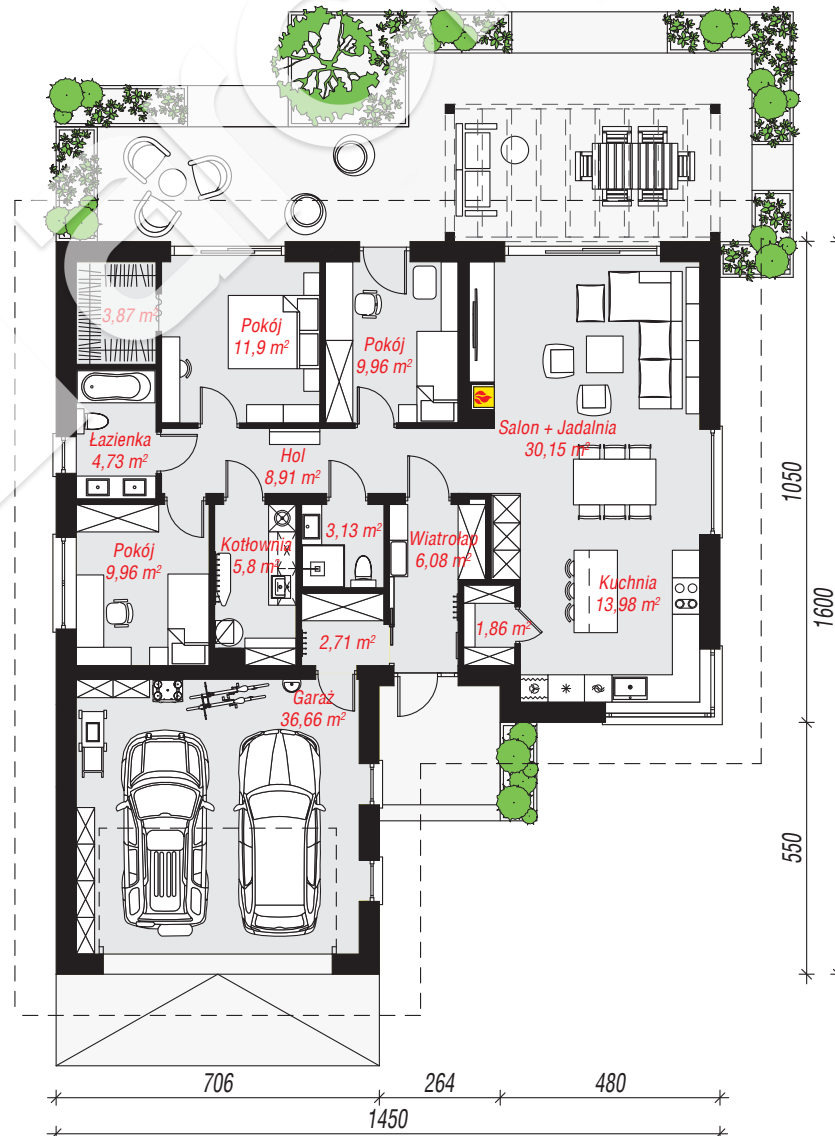 3,87 m²
Pokój
11,9 m²
Pokój
9,96 m²
Łazienka
4,73 m²
Hol
8,91 m²
Salon + Jadalnia
30,15 m²
Pokój
9,96 m²
Kotłownia
5,8 m²
3,13 m²
Wiatrołap
6,08 m²
Kuchnia
13,98 m²
1,86 m²
2,71 m²
Garaż
36,66 m²
1050
1600
550
706
264
480
1450